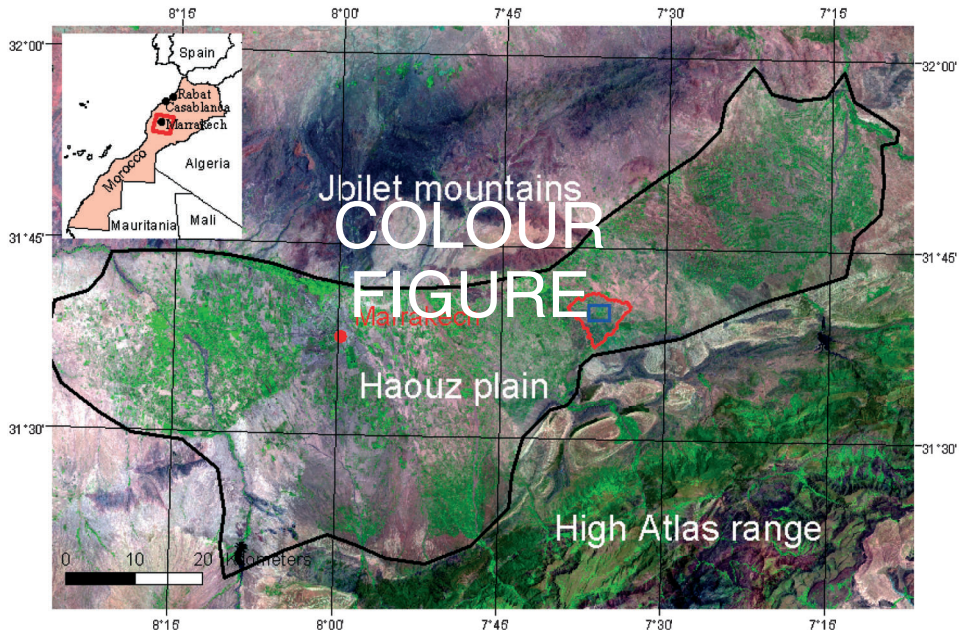 8°15'
8°00'
7°45'
7°30'
7°15'
32°00'
32°00'
Spain
Rabat
Casablanca
Marrakech
Morocco
Algeria
Mauritania
Mali
Jbilet mountains
COLOUR
FIGURE
31°45'
31°45'
Marrakech
Haouz plain
31°30'
31°30'
High Atlas range
0 10 20 Kilometers
8°15'
8°00'
7°45'
7°30'
7°15'